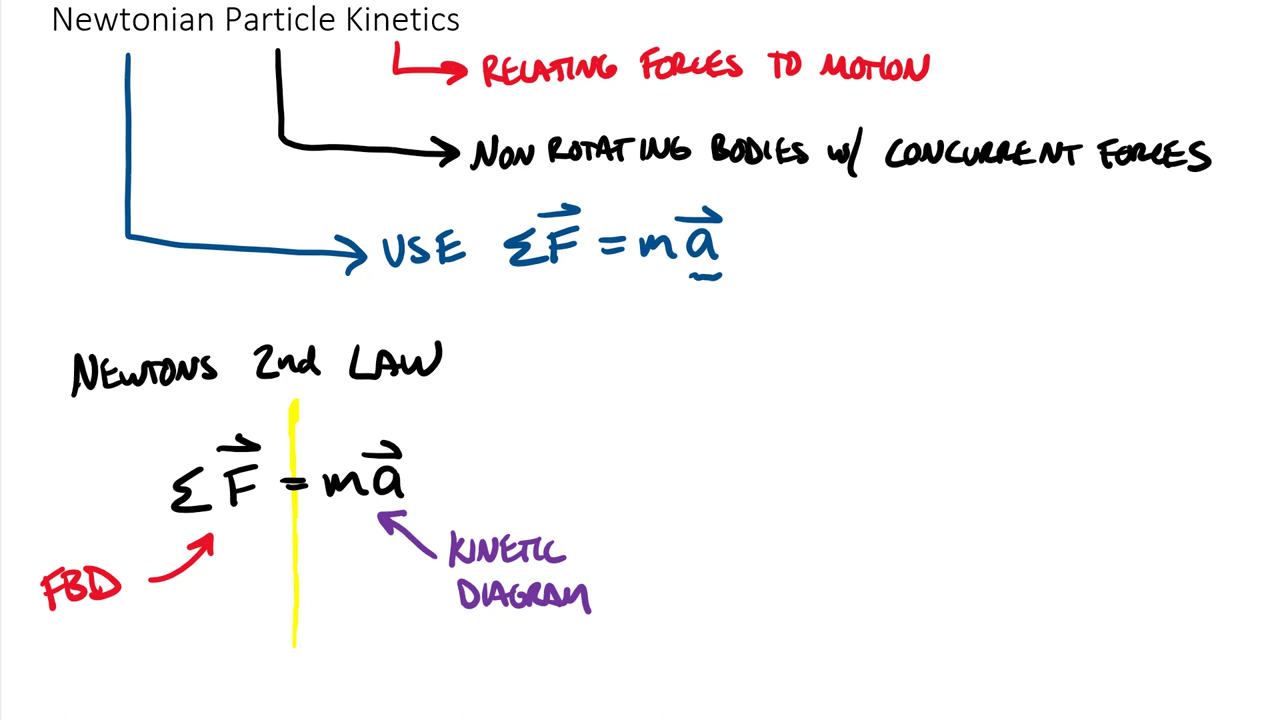 Newtonian Particle Kinetics
RELATING FORCES TO MOTION
NON ROTATING BODIES w/ CONCURRENT FORCES
USE ΣF⃗ = ma⃗
NEWTONS 2nd LAW
ΣF⃗ = ma⃗
KINETIC
FBD
DIAGRAM